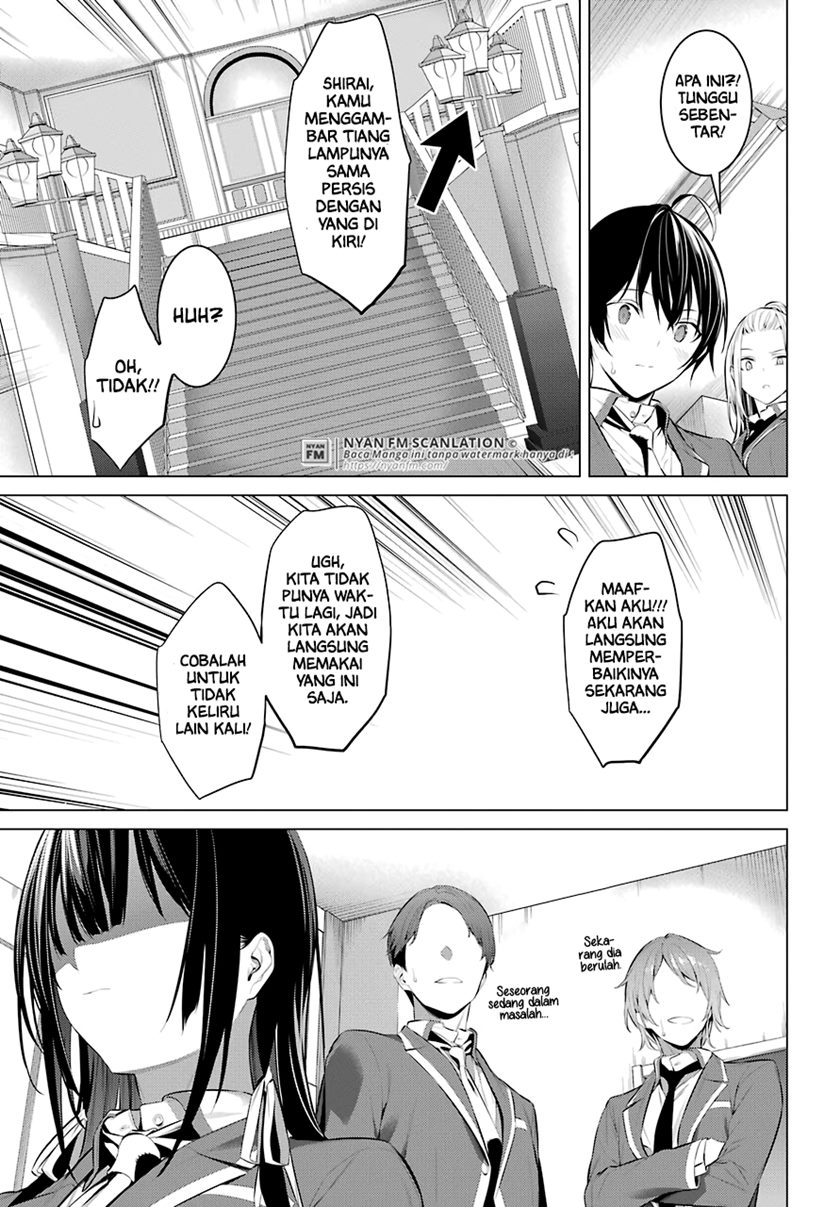 APA INI?!
TUNGGU
SEBEN-
TAR!
SHIRAI,
KAMU
MENGGAM-
BAR TIANG
LAMPUNYA
SAMA
PERSIS
DENGAN
YANG DI
KIRI!
HUH?
OH,
TIDAK!!
NYAN FM
NYAN FM SCANLATION ©
Baca Manga ini tanpa watermark hanya di :
https://nyanfm.com/
MAAF-
KAN AKU!!!
AKU AKAN
LANGSUNG
MEMPER-
BAIKINYA
SEKARANG
JUGA...
UGH,
KITA TIDAK
PUNYA WAK-
TU LAGI, JADI
KITA AKAN
LANGSUNG
MEMAKAI
YANG INI
SAJA.
COBALAH
UNTUK
TIDAK
KELIRU
LAIN KALI!
Seka-
rang dia
berulah.
Seseorang
sedang dalam
masalah...